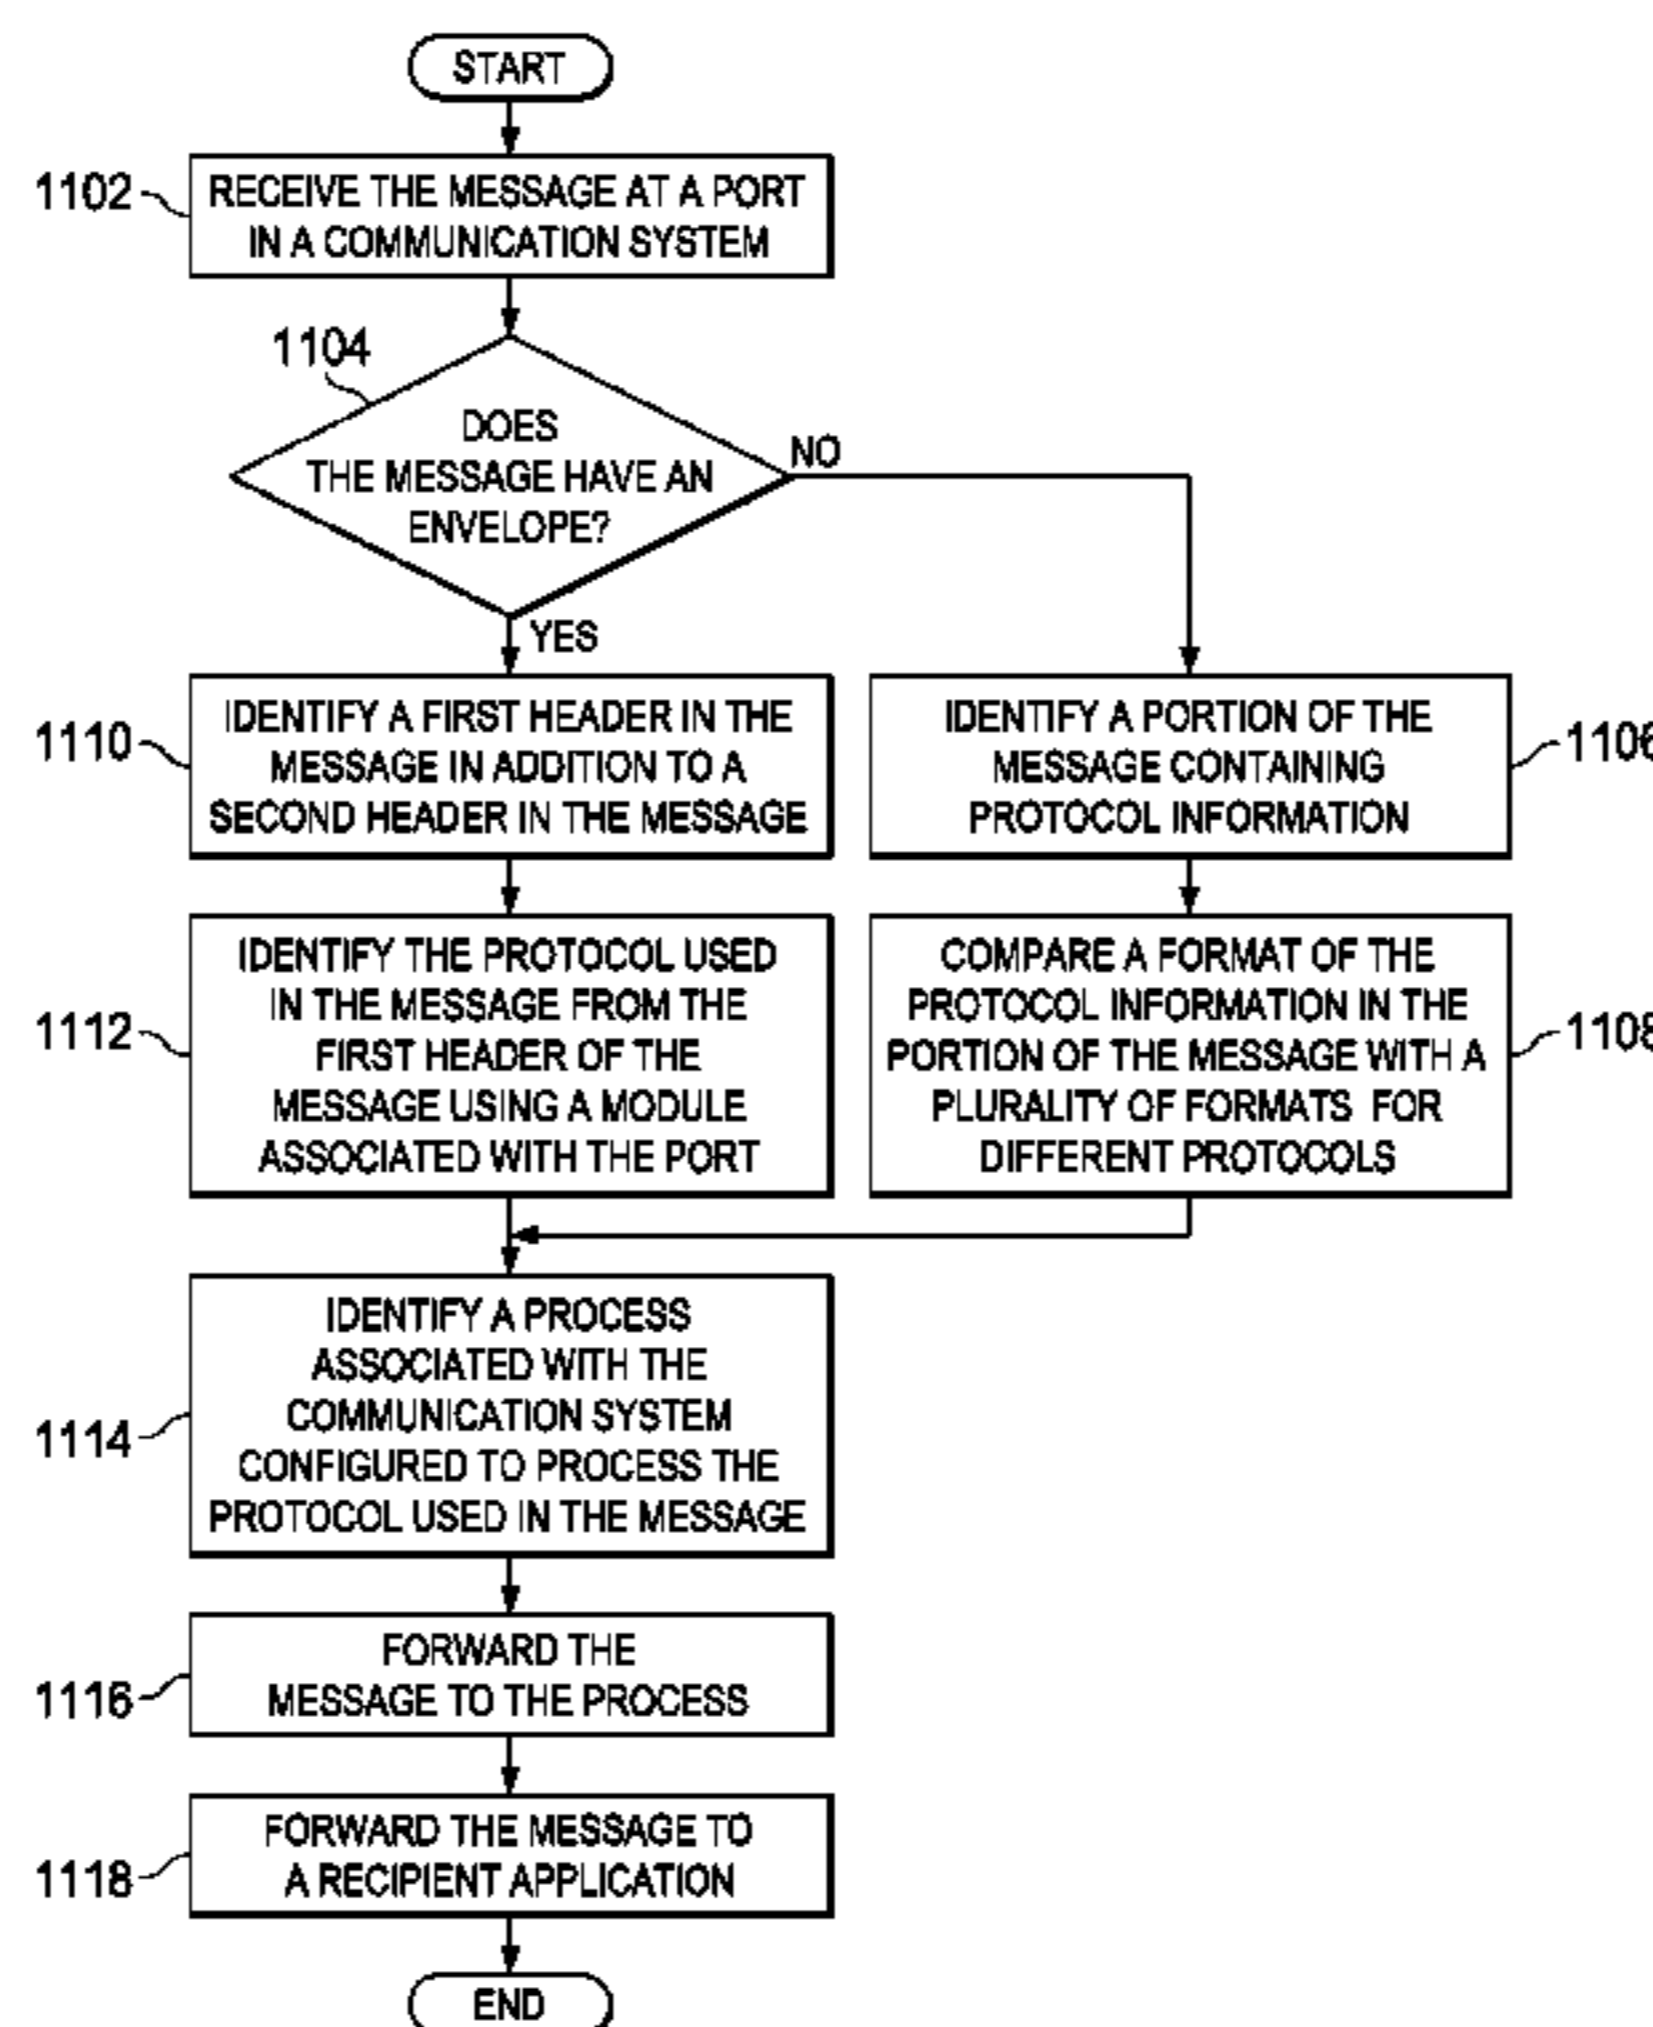 START
1102
RECEIVE THE MESSAGE AT A PORT
IN A COMMUNICATION SYSTEM
1104
DOES
THE MESSAGE HAVE AN
ENVELOPE?
NO
YES
1110
IDENTIFY A FIRST HEADER IN THE
MESSAGE IN ADDITION TO A
SECOND HEADER IN THE MESSAGE
IDENTIFY A PORTION OF THE
MESSAGE CONTAINING
PROTOCOL INFORMATION
1106
1112
IDENTIFY THE PROTOCOL USED
IN THE MESSAGE FROM THE
FIRST HEADER OF THE
MESSAGE USING A MODULE
ASSOCIATED WITH THE PORT
COMPARE A FORMAT OF THE
PROTOCOL INFORMATION IN THE
PORTION OF THE MESSAGE WITH A
PLURALITY OF FORMATS FOR
DIFFERENT PROTOCOLS
1108
1114
IDENTIFY A PROCESS
ASSOCIATED WITH THE
COMMUNICATION SYSTEM
CONFIGURED TO PROCESS THE
PROTOCOL USED IN THE MESSAGE
1116
FORWARD THE
MESSAGE TO THE PROCESS
1118
FORWARD THE MESSAGE TO
A RECIPIENT APPLICATION
END